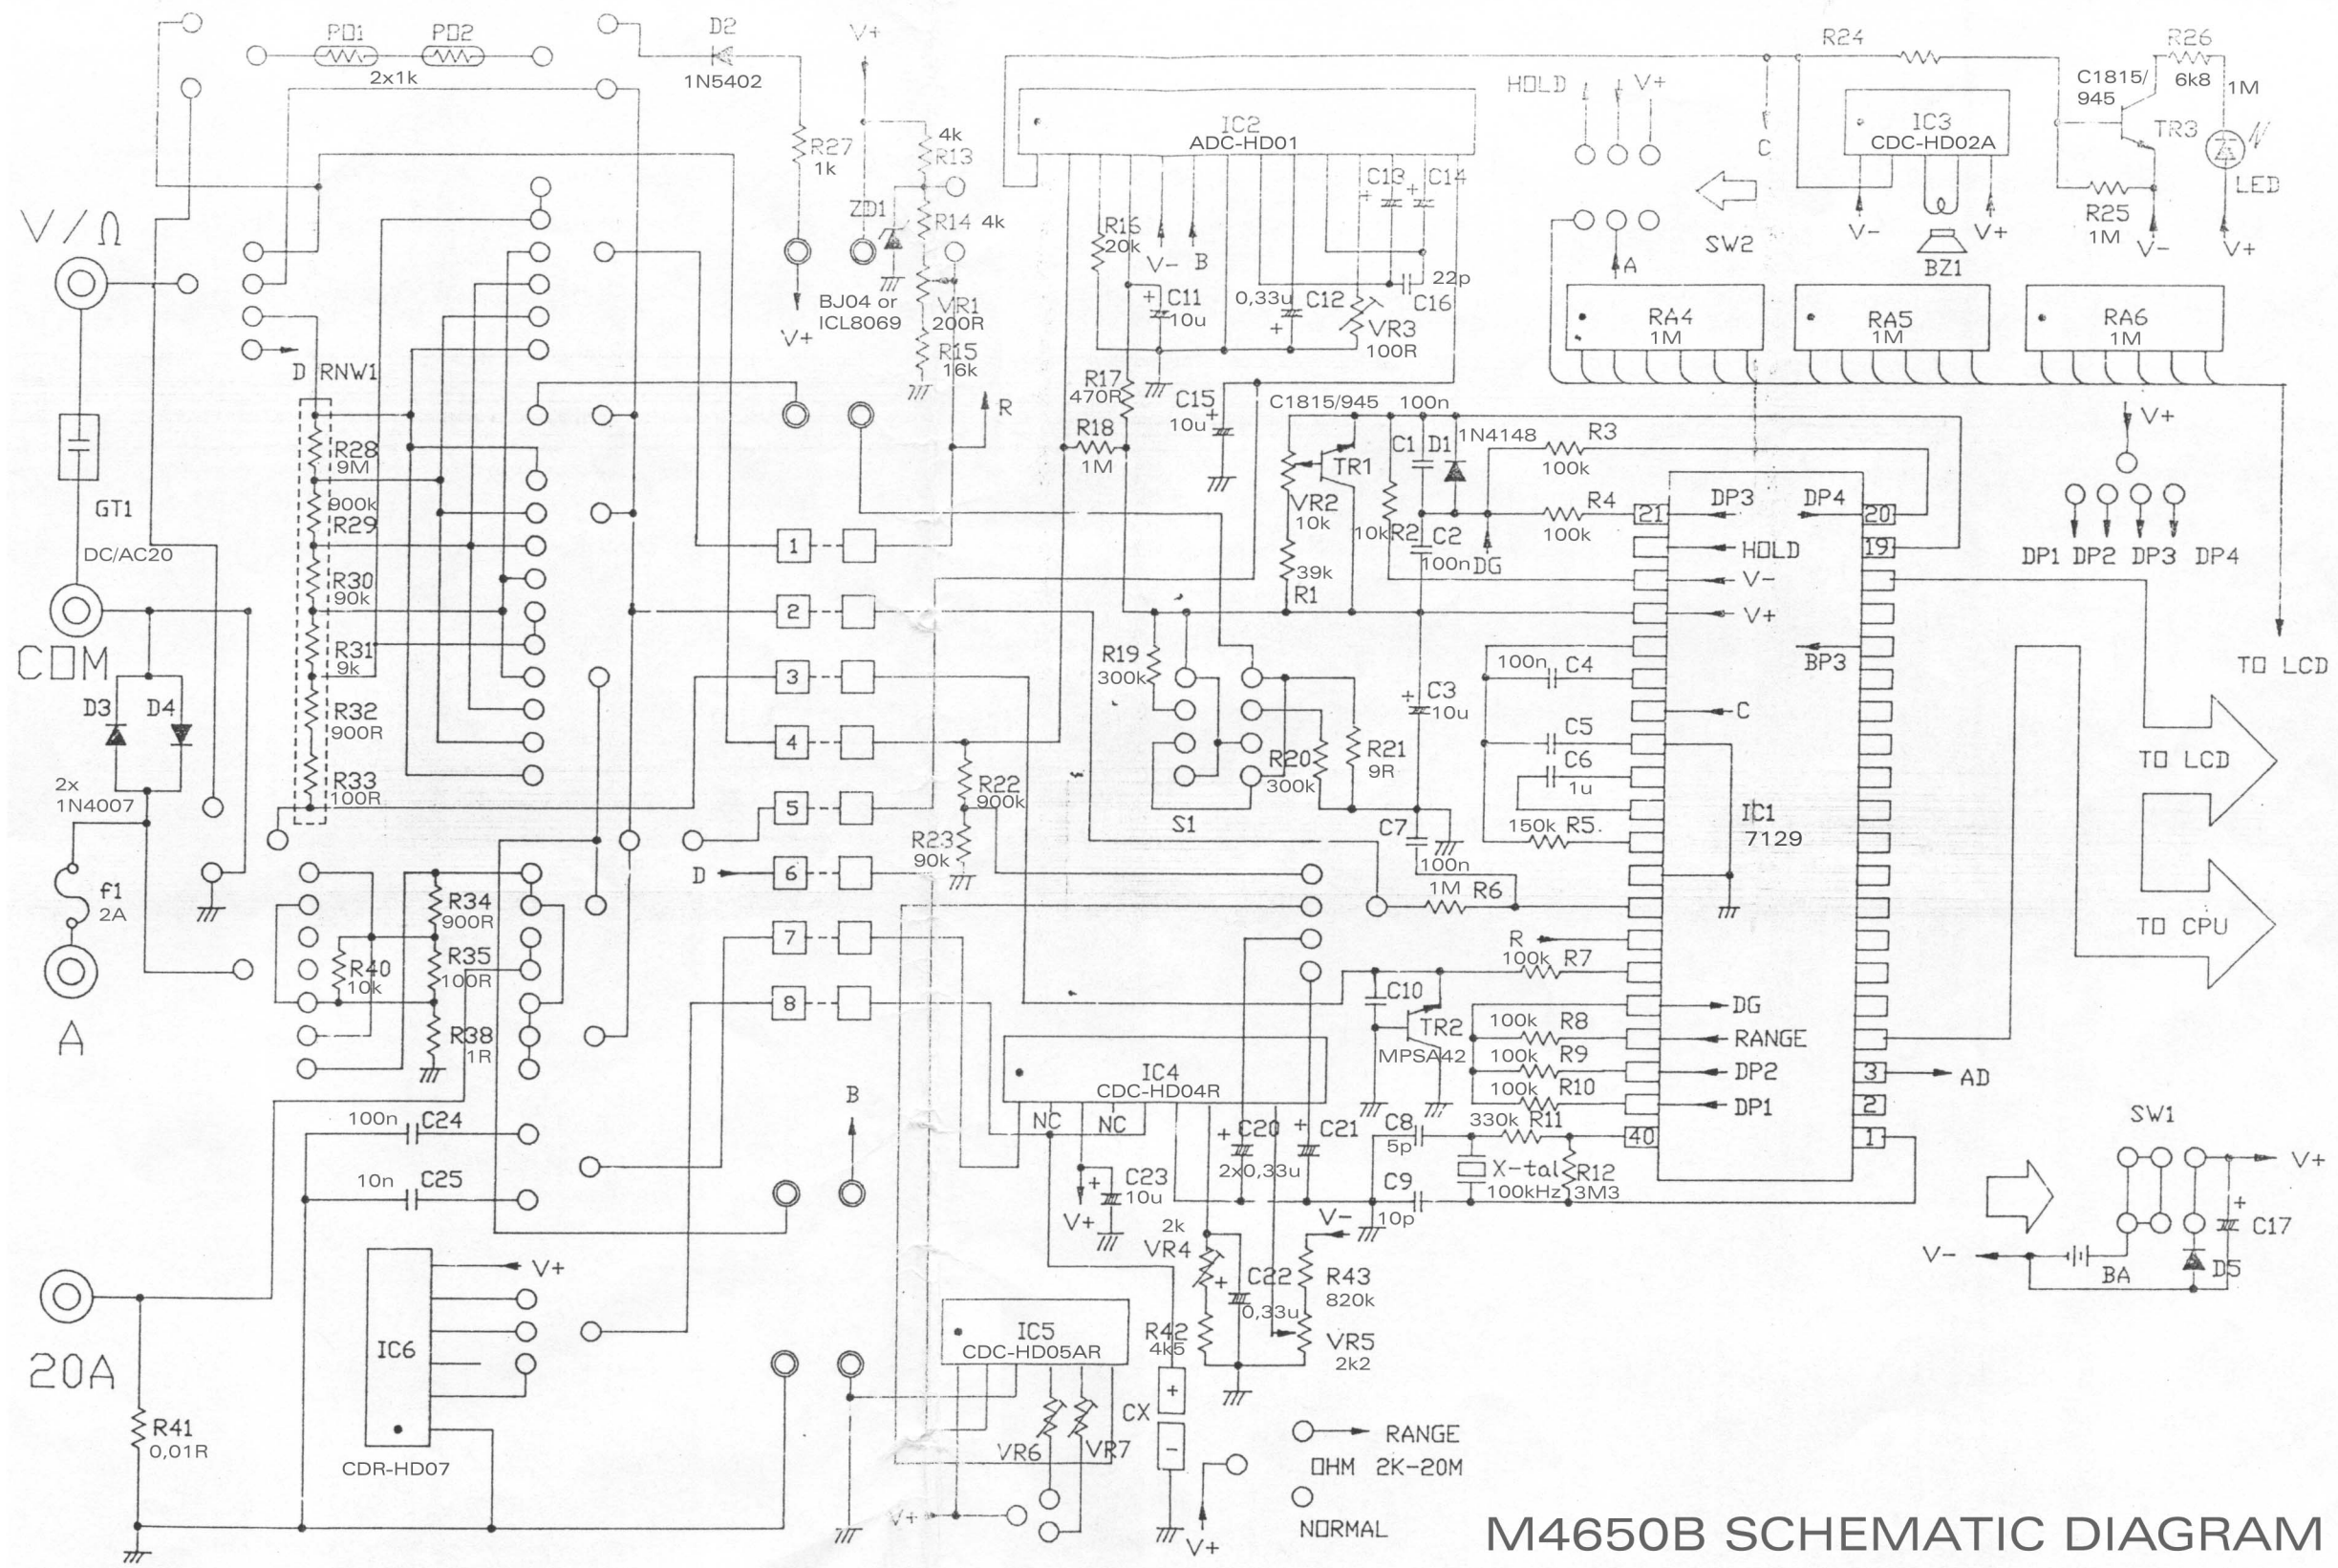 PD1
PD2
2x1k
D2
1N5402
V+
R24
R26
6k8
C1815/
945
1M
TR3
HOLD
V+
IC2
ADC-HD01
IC3
CDC-HD02A
C
4k
R13
R27
1k
C13
C14
LED
ZD1
R14 4k
R16
20k
R25
1M
V/Ω
V-
B
SW2
A
V-
V+
V-
V+
BZ1
22p
BJ04 or
ICL8069
VR1
200R
C11
10u
0,33u
C12
C16
VR3
100R
RA4
1M
RA5
1M
RA6
1M
V+
R15
16k
D
RNW1
R17
470R
C15
10u
C1815/945
100n
R
V+
R18
1M
C1
D1
1N4148
R3
100k
R28
9M
TR1
GT1
900k
R29
VR2
10k
10k
R2
C2
100n
DG
R4
100k
21
DP3
DP4
20
DC/AC20
1
HOLD
19
DP1
DP2
DP3
DP4
R30
90k
39k
R1
V-
2
V+
COM
R31
9k
R19
300k
BP3
100n
C4
TO LCD
3
D3
D4
R32
900R
C3
10u
C
4
C5
R20
300k
R21
9R
C6
1u
TO LCD
2x
1N4007
R33
100R
R22
900k
5
S1
C7
150k
R5.
IC1
7129
R23
90k
100n
D
6
f1
2A
R34
900R
1M
R6
TO CPU
7
R
R40
10k
R35
100R
100k
R7
8
C10
DG
A
R38
1R
TR2
MPSA42
100k
R8
RANGE
100k
R9
DP2
3
AD
IC4
CDC-HD04R
100k
R10
DP1
2
B
NC
NC
100n
C24
C20
C21
C8
5p
330k
R11
40
1
SW1
2x0,33u
X-tal
100kHz
R12
3M3
10n
C25
C23
10u
C9
10p
V+
V+
2k
VR4
V-
C17
V-
BA
D5
V+
C22
0,33u
R43
820k
20A
IC6
IC5
CDC-HD05AR
R42
4k5
VR5
2k2
+
CX
-
R41
0,01R
CDR-HD07
VR6
VR7
RANGE
OHM 2K-20M
V+
NORMAL
V+
M4650B SCHEMATIC DIAGRAM